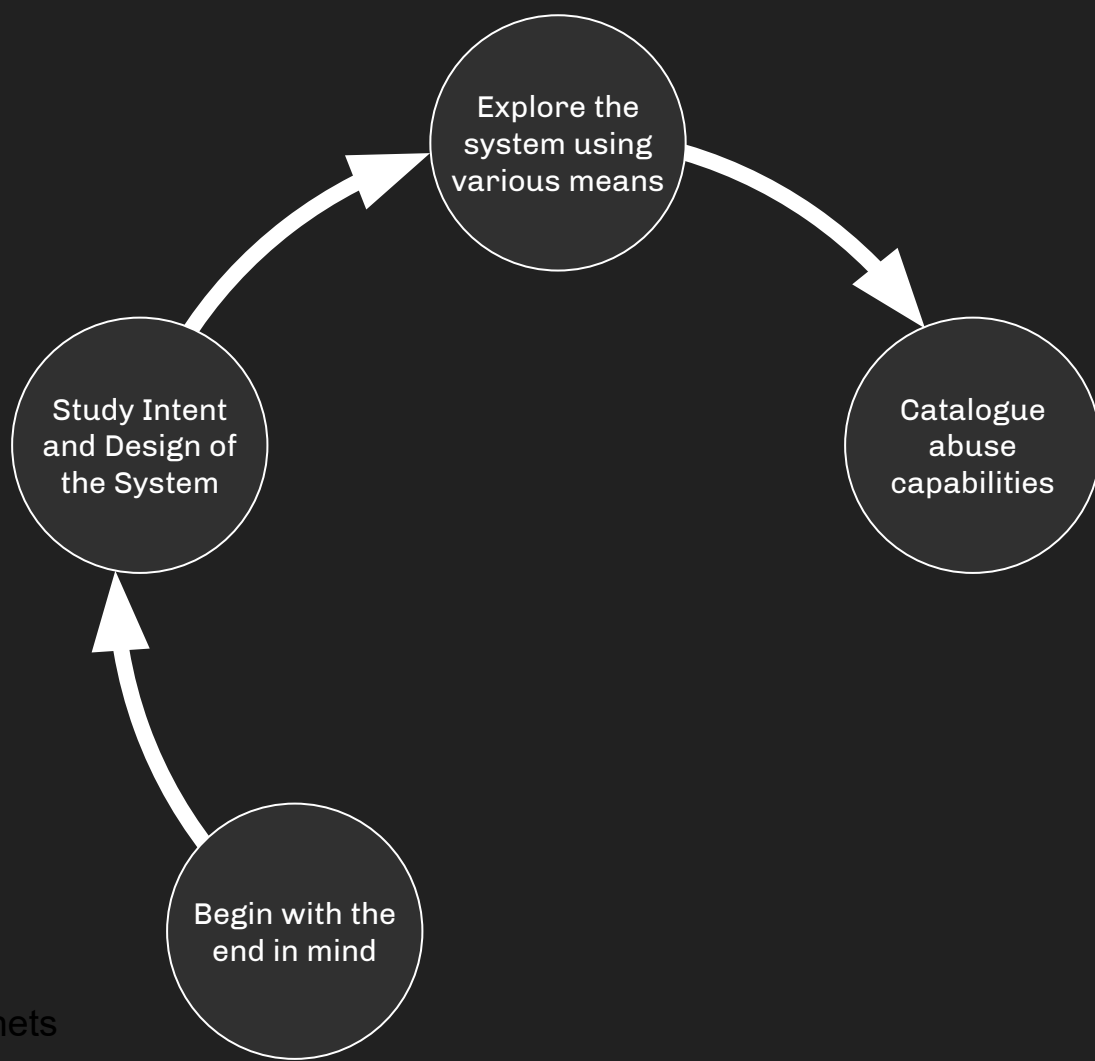 Explore the
system using
various means
Study Intent
and Design of
the System
Catalogue
abuse
capabilities
Begin with the
end in mind
nets